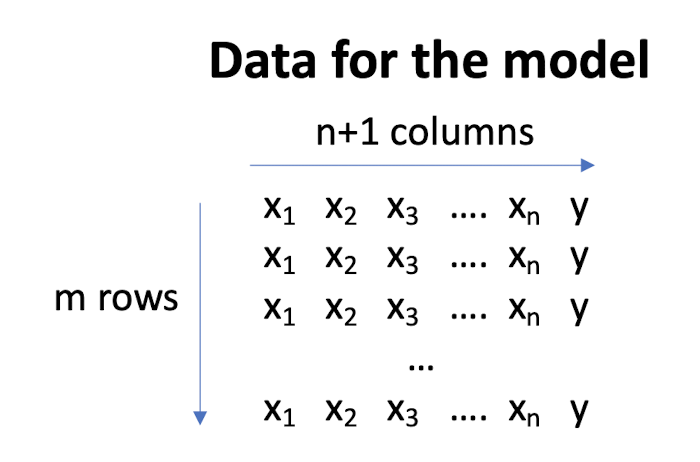 Data for the model
n+1 columns
x₁ x₂ x₃ .... xₙ y
x₁ x₂ x₃ .... xₙ y
m rows
x₁ x₂ x₃ .... xₙ y
...
x₁ x₂ x₃ .... xₙ y